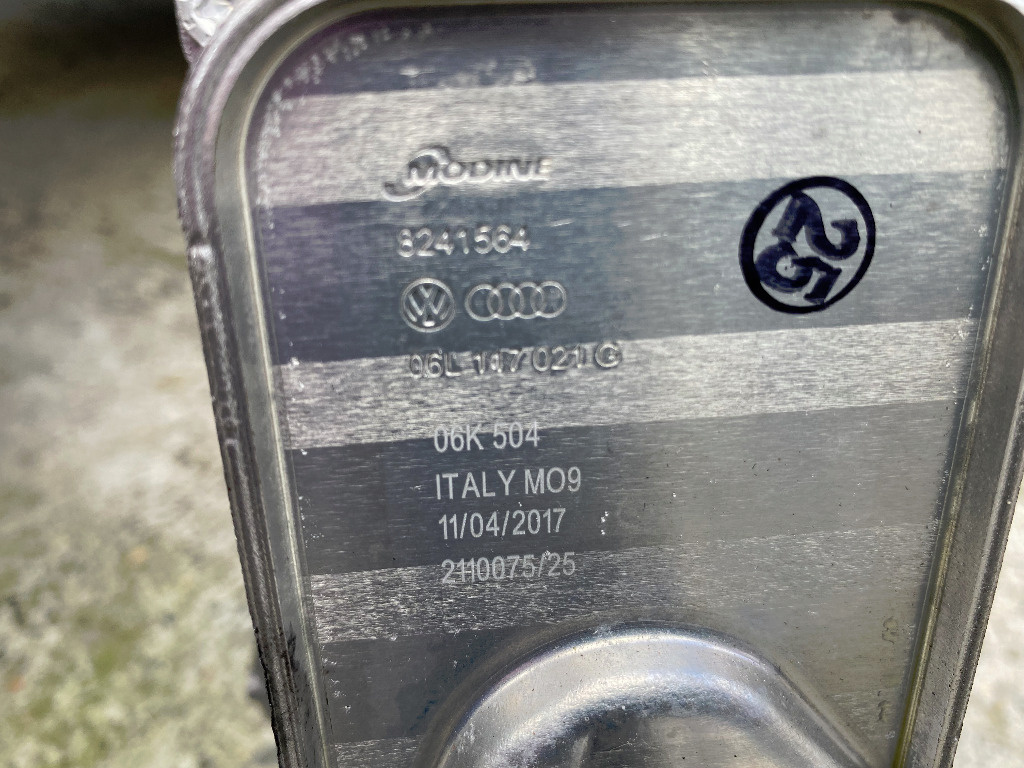 MODINE
8241564
06L 117 021 G
06K 504
ITALY MO9
11/04/2017
2110075/25
25